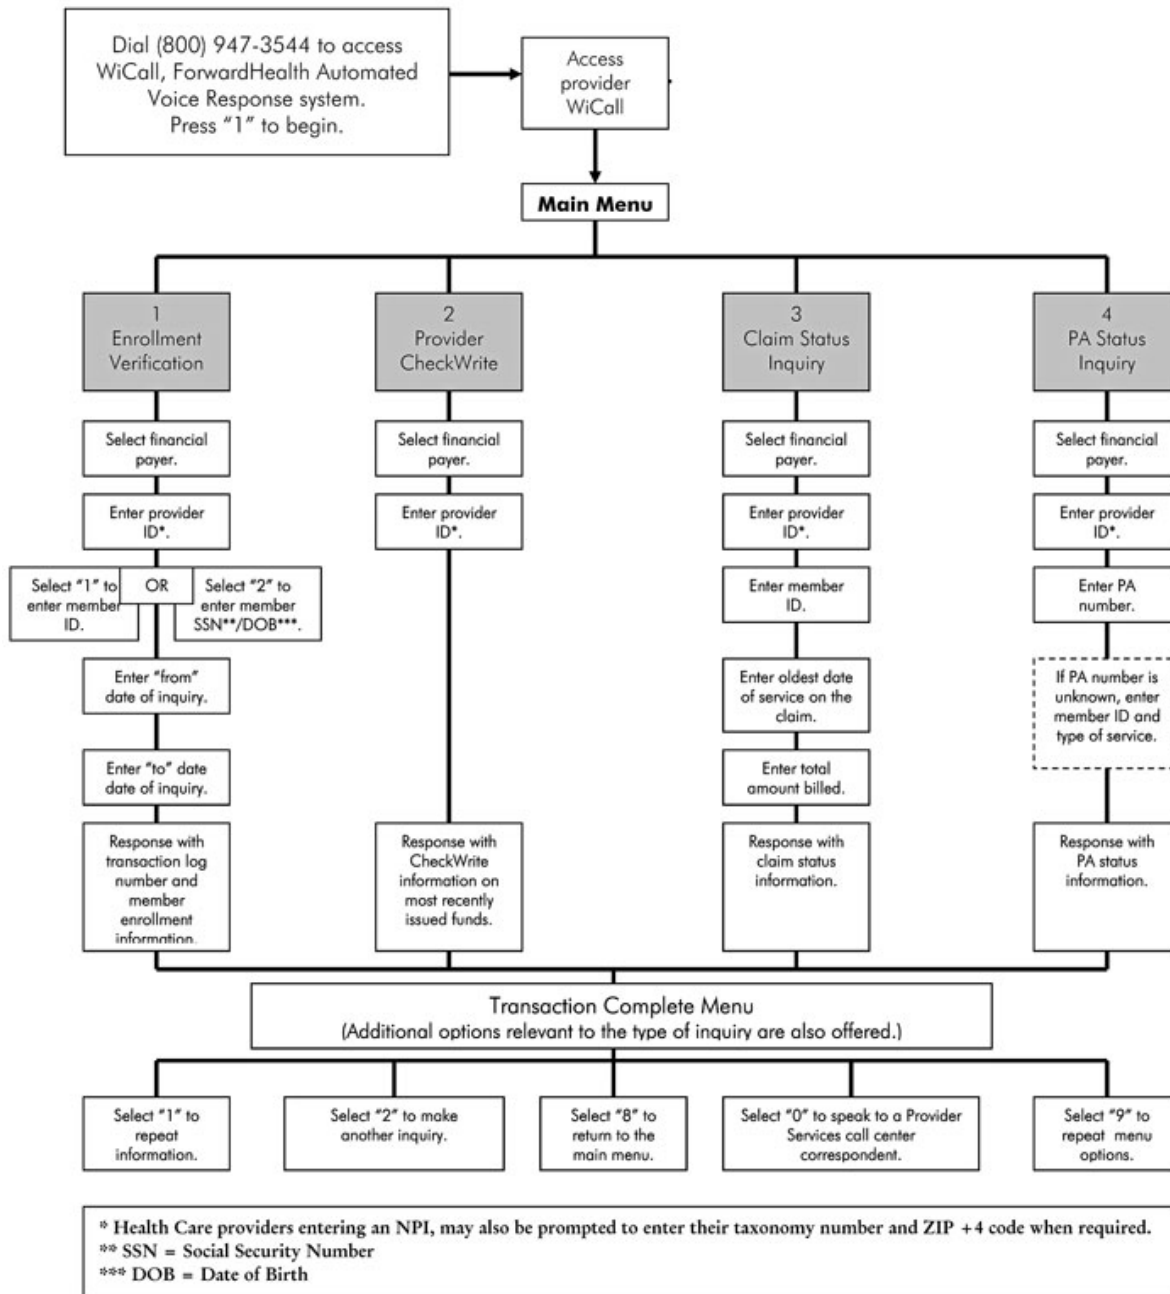 Dial (800) 947-3544 to access
WiCall, ForwardHealth Automated
Voice Response system.
Press "1" to begin.
Access
provider
WiCall
Main Menu
1
Enrollment
Verification
2
Provider
CheckWrite
3
Claim Status
Inquiry
4
PA Status
Inquiry
Select financial
payer.
Select financial
payer.
Select financial
payer.
Select financial
payer.
Enter provider
ID*.
Enter provider
ID*.
Enter provider
ID*.
Enter provider
ID*.
Select "1" to
enter member
ID.
OR
Select "2" to
enter member
SSN**/DOB***.
Enter member
ID.
Enter PA
number.
Enter "from"
date of inquiry.
Enter oldest date
of service on the
claim.
If PA number is
unknown, enter
member ID and
type of service.
Enter "to" date
date of inquiry.
Enter total
amount billed.
Response with
transaction log
number and
member
enrollment
information.
Response with
CheckWrite
information on
most recently
issued funds.
Response with
claim status
information.
Response with
PA status
information.
Transaction Complete Menu
(Additional options relevant to the type of inquiry are also offered.)
Select "1" to
repeat
information.
Select "2" to make
another inquiry.
Select "8" to
return to the
main menu.
Select "0" to speak to a Provider
Services call center
correspondent.
Select "9" to
repeat menu
options.
* Health Care providers entering an NPI, may also be prompted to enter their taxonomy number and ZIP +4 code when required.
** SSN = Social Security Number
*** DOB = Date of Birth